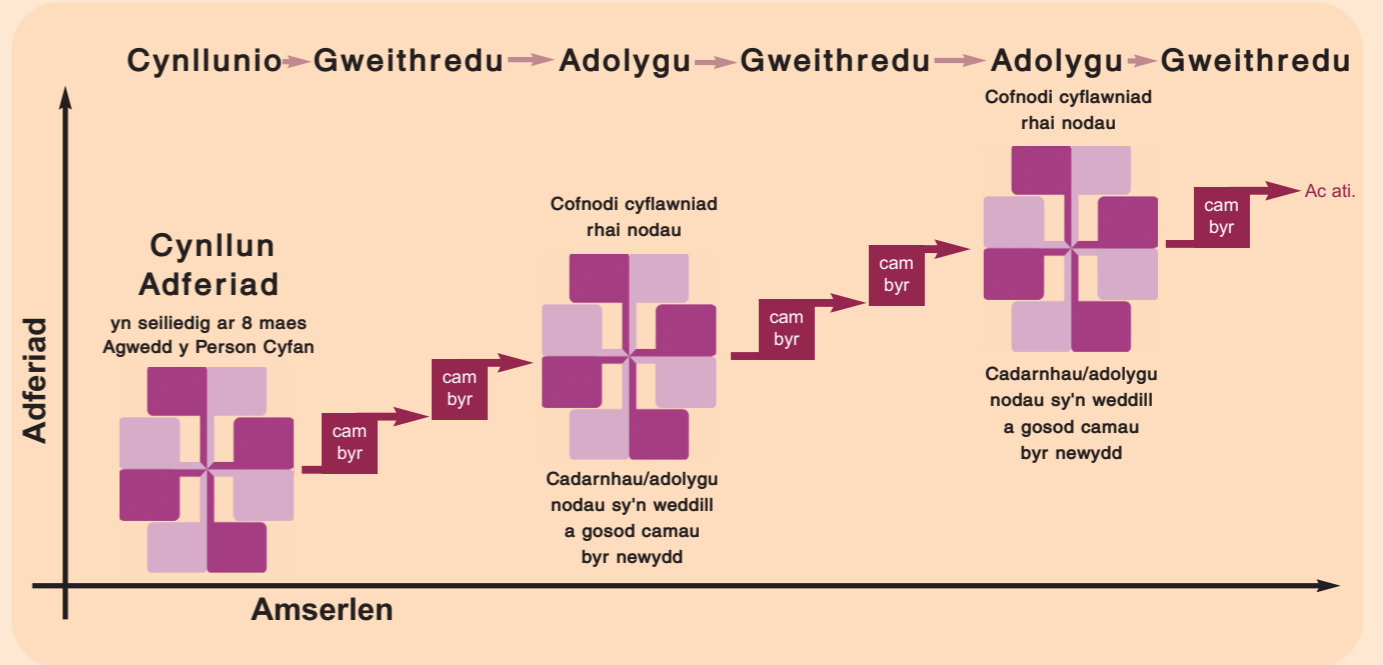 Cynllunio Gweithredu Adolygu Gweithredu Adolygu Gweithredu
Adferiad
Cynllun
Adferiad
yn seiliedig ar 8 maes
Agwedd y Person Cyfan
cam
byr
cam
byr
Cofnodi cyflawniad
rhai nodau
Cadarnhau/adolygu
nodau sy'n weddill
a gosod camau
byr newydd
cam
byr
cam
byr
Cofnodi cyflawniad
rhai nodau
Cadarnhau/adolygu
nodau sy'n weddill
a gosod camau
byr newydd
cam
byr
Ac ati.
Amserlen